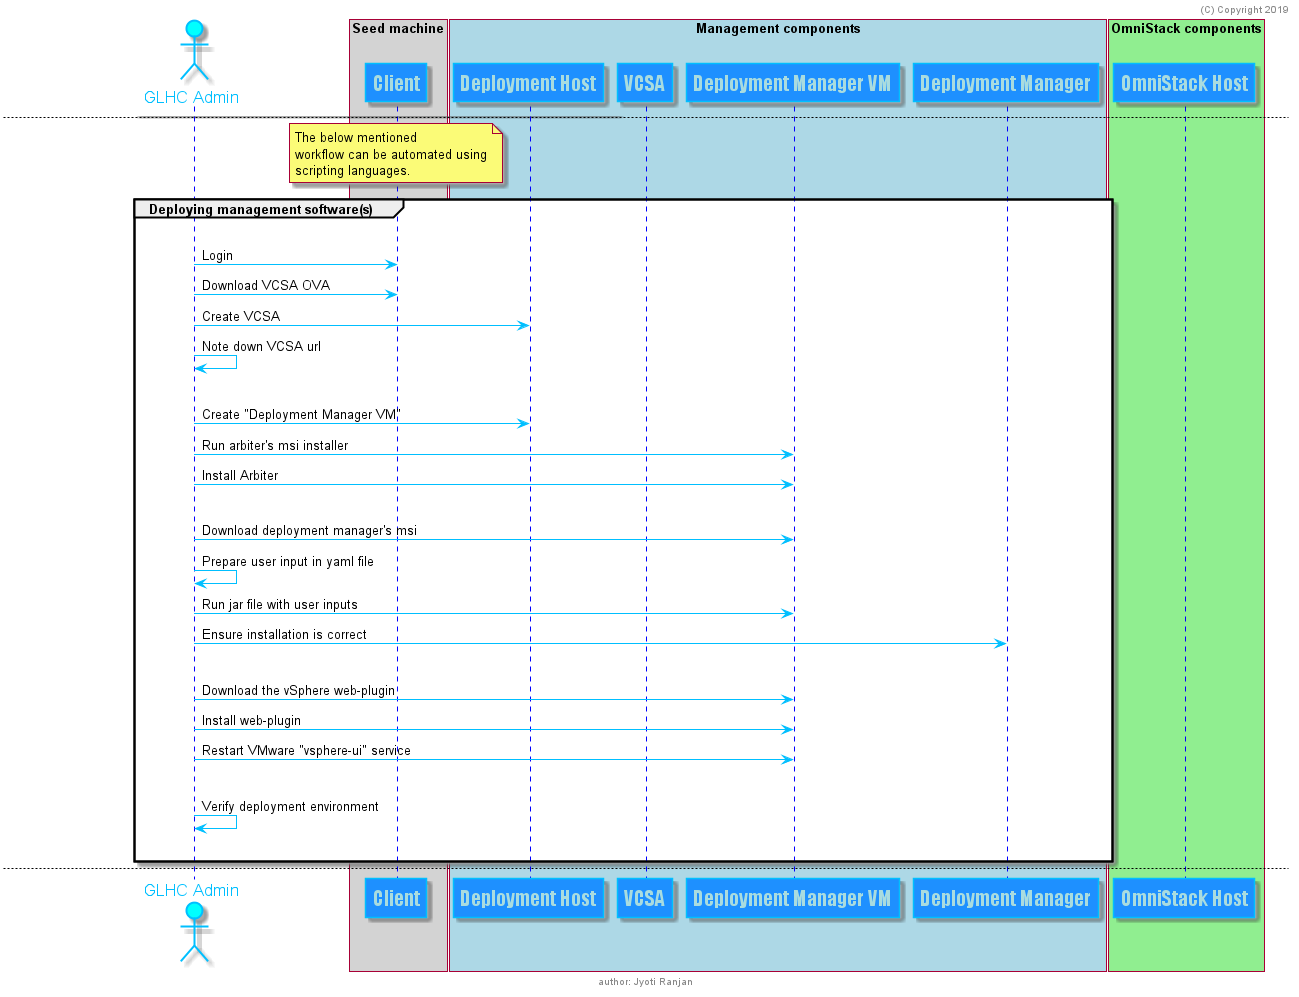 (C) Copyright 2019
Seed machine
Management components
OmniStack components
GLHC Admin
Client
Deployment Host
VCSA
Deployment Manager VM
Deployment Manager
OmniStack Host
The below mentioned
workflow can be automated using
scripting languages.
Deploying management software(s)
Login
Download VCSA OVA
Create VCSA
Note down VCSA url
Create "Deployment Manager VM"
Run arbiter's msi installer
Install Arbiter
Download deployment manager's msi
Prepare user input in yaml file
Run jar file with user inputs
Ensure installation is correct
Download the vSphere web-plugin
Install web-plugin
Restart VMware "vsphere-ui" service
Verify deployment environment
GLHC Admin
Client
Deployment Host
VCSA
Deployment Manager VM
Deployment Manager
OmniStack Host
author: Jyoti Ranjan